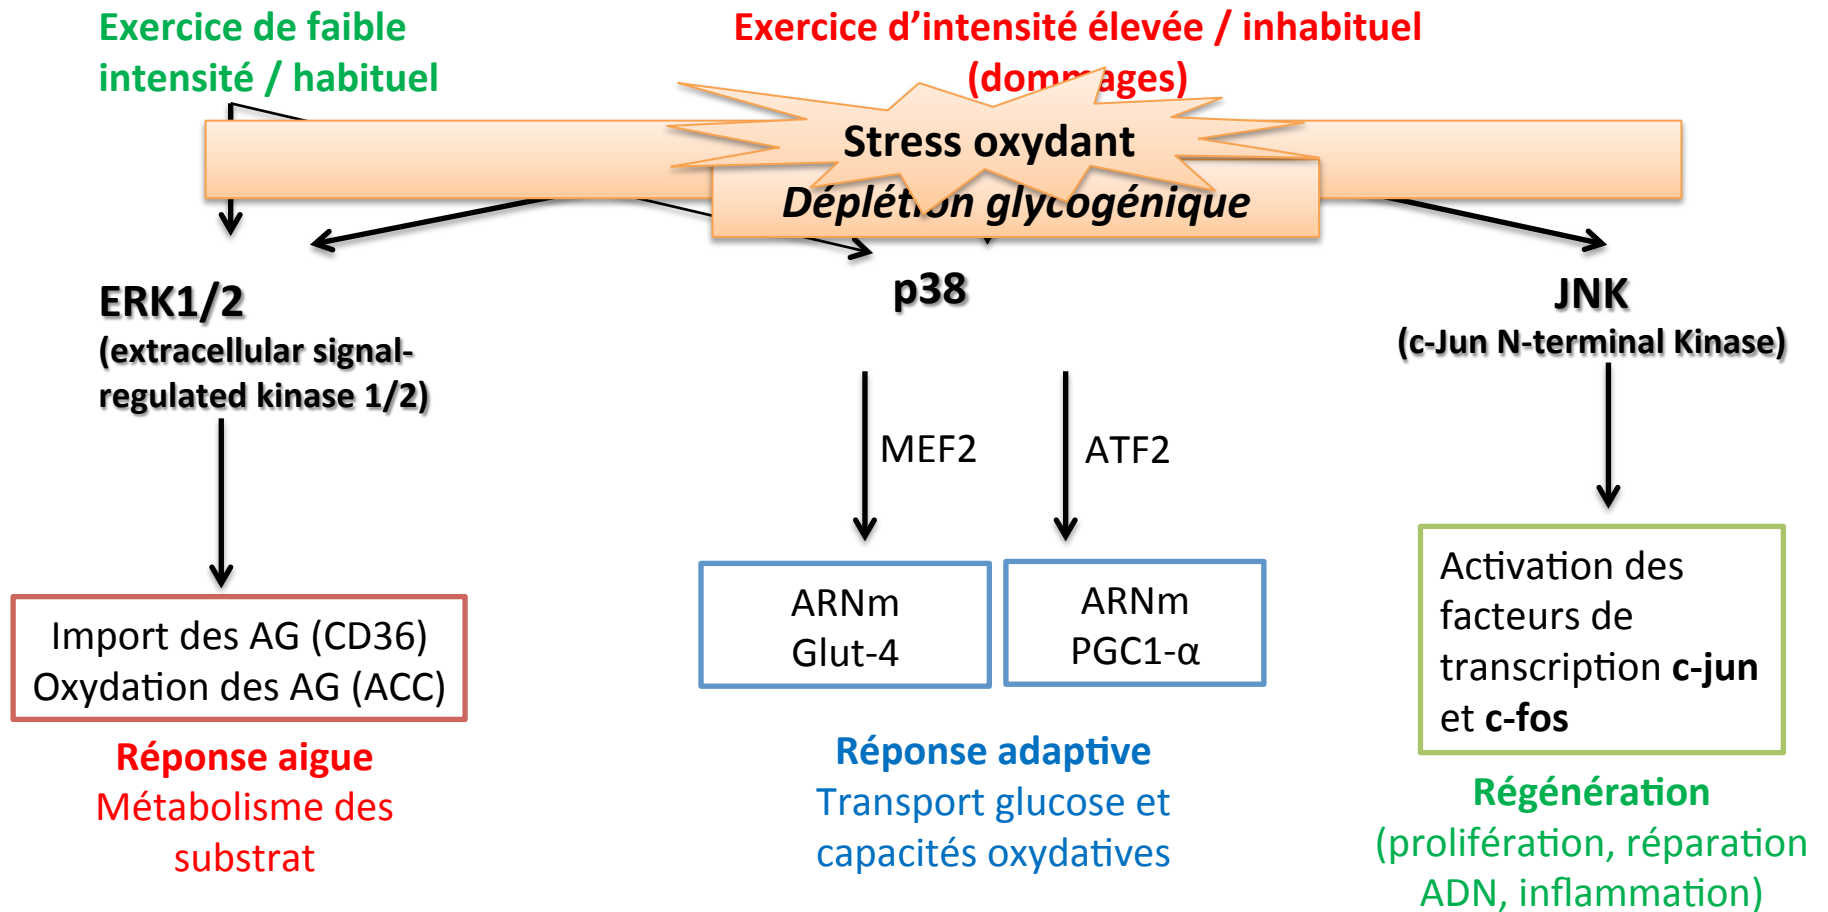 Exercice de faible
intensité / habituel
Exercice d'intensité élevée / inhabituel
(dommages)
Stress oxydant
Déplétion glycogénique
ERK1/2
(extracellular signal-
regulated kinase 1/2)
p38
JNK
(c-Jun N-terminal Kinase)
MEF2
ATF2
Import des AG (CD36)
Oxydation des AG (ACC)
ARNm
Glut-4
ARNm
PGC1-α
Activation des
facteurs de
transcription c-jun
et c-fos
Réponse aigue
Métabolisme des
substrat
Réponse adaptive
Transport glucose et
capacités oxydatives
Régénération
(prolifération, réparation
ADN, inflammation)